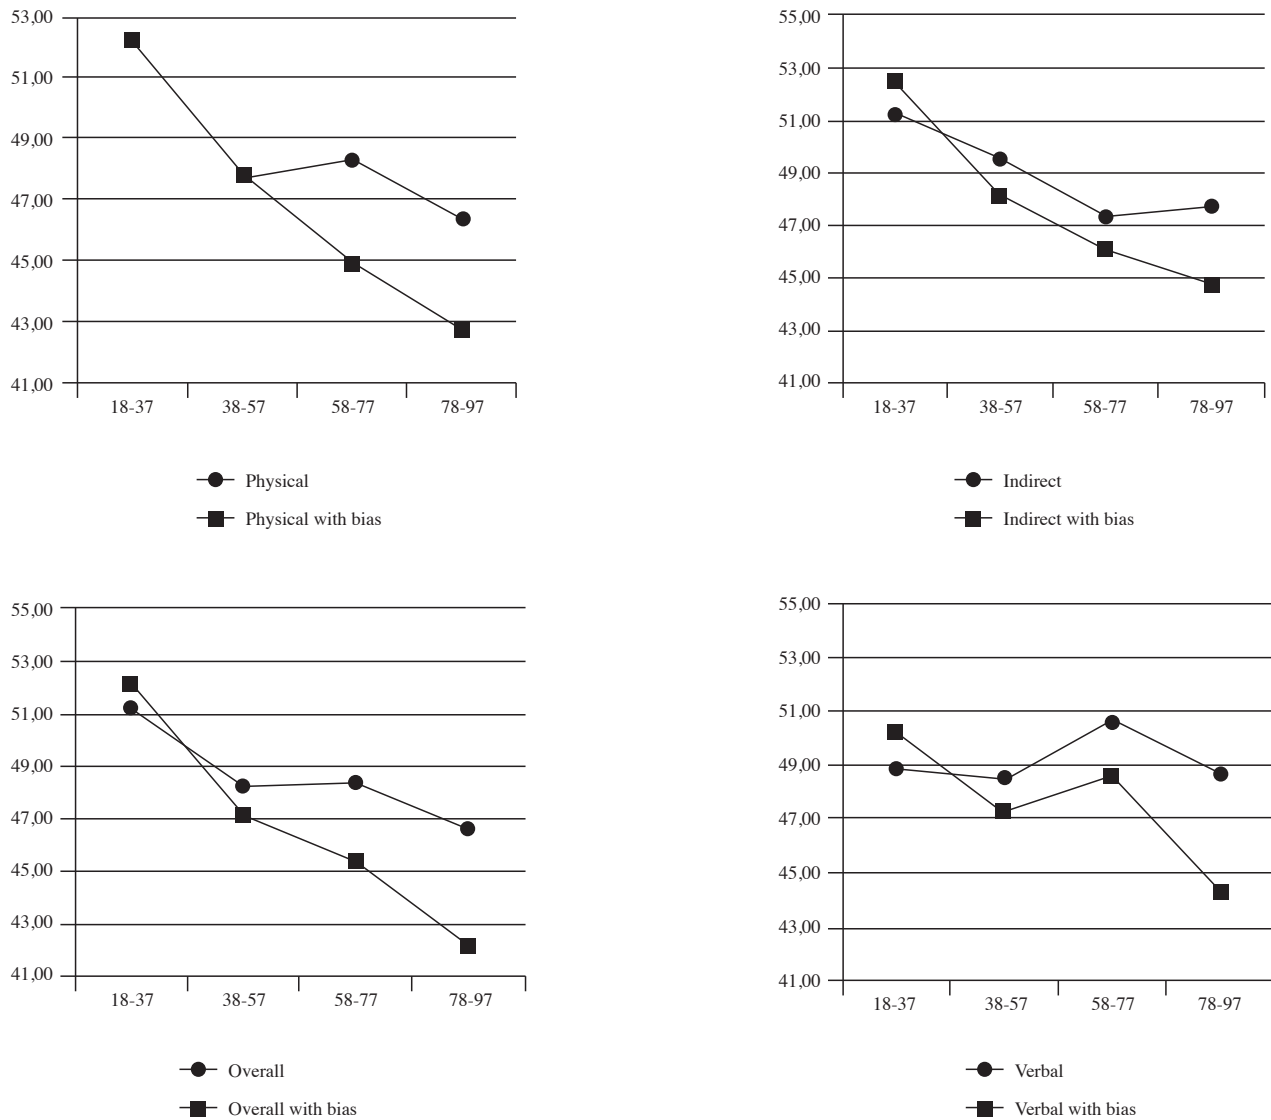 53,00
51,00
49,00
47,00
45,00
43,00
41,00
18-37 38-57 58-77 78-97
Physical
Physical with bias
55,00
53,00
51,00
49,00
47,00
45,00
43,00
41,00
18-37 38-57 58-77 78-97
Indirect
Indirect with bias
55,00
53,00
51,00
49,00
47,00
45,00
43,00
41,00
18-37 38-57 58-77 78-97
Overall
Overall with bias
55,00
53,00
51,00
49,00
47,00
45,00
43,00
41,00
18-37 38-57 58-77 78-97
Verbal
Verbal with bias